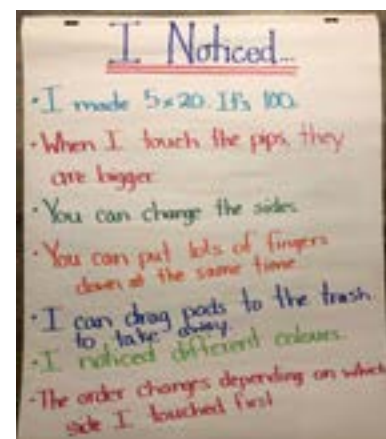 I Noticed...
• I made 5x20. It's 100.
• When I touch the pips, they
are bigger
• You can change the sides
• You can put lots of fingers
down at the same time
• I can drag pods to the trash
to take away.
• I noticed different colours.
• The order changes depending on which
side I touched first